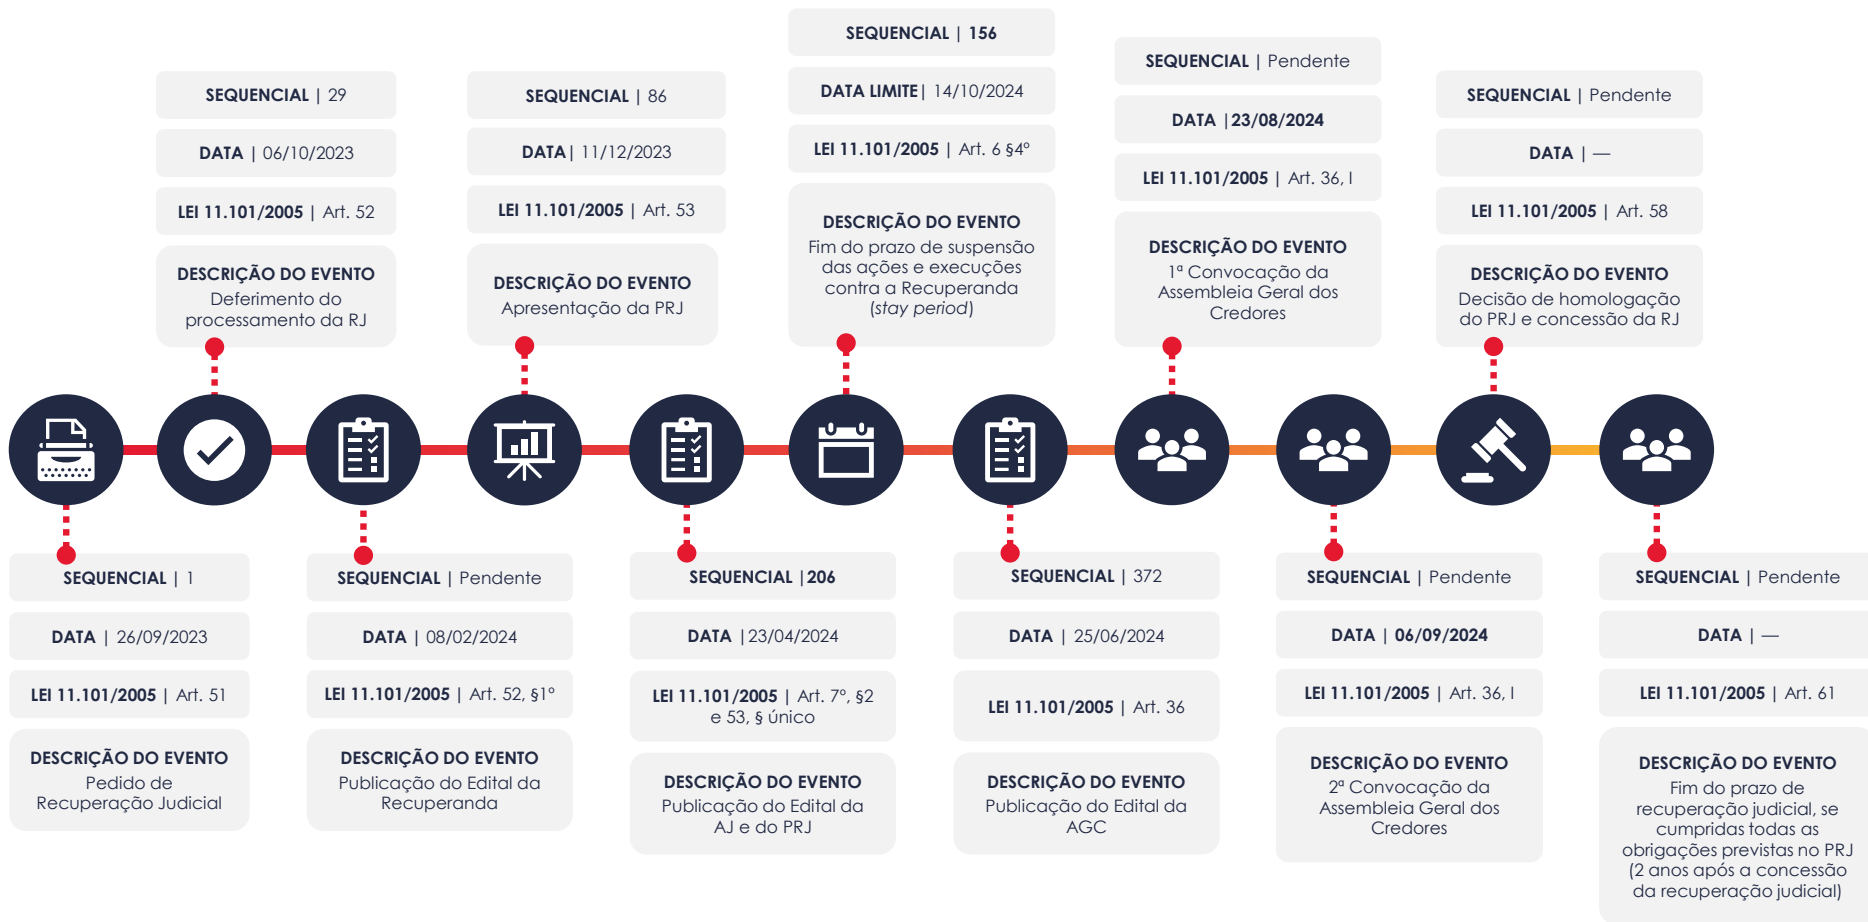 SEQUENCIAL | 1
DATA | 26/09/2023
LEI 11.101/2005 | Art. 51
DESCRIÇÃO DO EVENTO
Pedido de
Recuperação Judicial
SEQUENCIAL | 29
DATA | 06/10/2023
LEI 11.101/2005 | Art. 52
DESCRIÇÃO DO EVENTO
Deferimento do
processamento da RJ
SEQUENCIAL | Pendente
DATA | 08/02/2024
LEI 11.101/2005 | Art. 52, §1º
DESCRIÇÃO DO EVENTO
Publicação do Edital da
Recuperanda
SEQUENCIAL | 86
DATA| 11/12/2023
LEI 11.101/2005 | Art. 53
DESCRIÇÃO DO EVENTO
Apresentação da PRJ
SEQUENCIAL |206
DATA |23/04/2024
LEI 11.101/2005 | Art. 7º, §2
e 53, § único
DESCRIÇÃO DO EVENTO
Publicação do Edital da
AJ e do PRJ
SEQUENCIAL | 156
DATA LIMITE| 14/10/2024
LEI 11.101/2005 | Art. 6 §4º
DESCRIÇÃO DO EVENTO
Fim do prazo de suspensão
das ações e execuções
contra a Recuperanda
(stay period)
SEQUENCIAL | 372
DATA | 25/06/2024
LEI 11.101/2005 | Art. 36
DESCRIÇÃO DO EVENTO
Publicação do Edital da
AGC
SEQUENCIAL | Pendente
DATA |23/08/2024
LEI 11.101/2005 | Art. 36, I
DESCRIÇÃO DO EVENTO
1ª Convocação da
Assembleia Geral dos
Credores
SEQUENCIAL | Pendente
DATA | 06/09/2024
LEI 11.101/2005 | Art. 36, I
DESCRIÇÃO DO EVENTO
2ª Convocação da
Assembleia Geral dos
Credores
SEQUENCIAL | Pendente
DATA | —
LEI 11.101/2005 | Art. 58
DESCRIÇÃO DO EVENTO
Decisão de homologação
do PRJ e concessão da RJ
SEQUENCIAL | Pendente
DATA | —
LEI 11.101/2005 | Art. 61
DESCRIÇÃO DO EVENTO
Fim do prazo de
recuperação judicial, se
cumpridas todas as
obrigações previstas no PRJ
(2 anos após a concessão
da recuperação judicial)